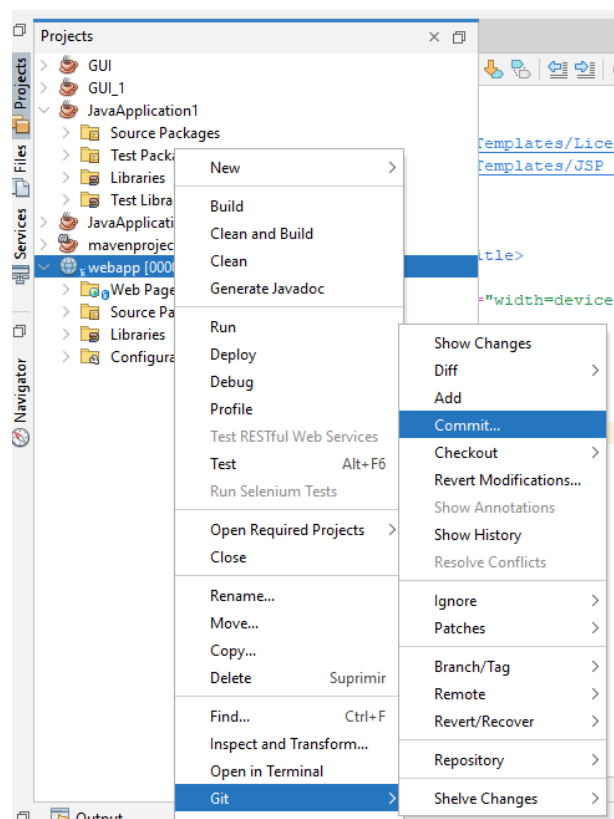 Projects
Projects
Files
Services
Navigator
GUI
GUI_1
JavaApplication1
Source Packages
Test Pack
Libraries
Test Libra
JavaApplicati
mavenprojec
webapp [000
Web Page
Source Pa
Libraries
Configura
Templates/Lice
Templates/JSP
itle>
="width=device
New
Build
Clean and Build
Clean
Generate Javadoc
Run
Deploy
Debug
Profile
Test RESTful Web Services
Test Alt+F6
Run Selenium Tests
Open Required Projects
Close
Rename...
Move...
Copy...
Delete Suprimir
Find... Ctrl+F
Inspect and Transform...
Open in Terminal
Git
Show Changes
Diff
Add
Commit...
Checkout
Revert Modifications...
Show Annotations
Show History
Resolve Conflicts
Ignore
Patches
Branch/Tag
Remote
Revert/Recover
Repository
Shelve Changes
Output